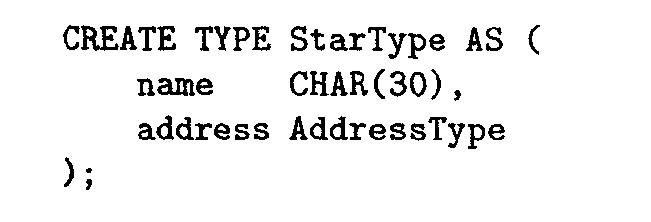 CREATE TYPE StarType AS (
    name    CHAR(30),
    address AddressType
);